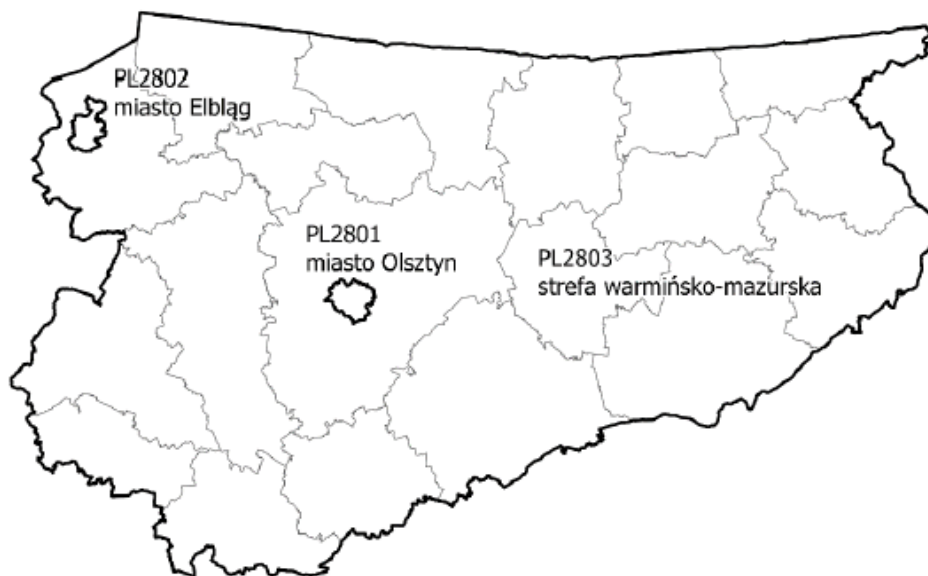 PL2802
miasto Elbląg
PL2801
miasto Olsztyn
PL2803
strefa warmińsko-mazurska